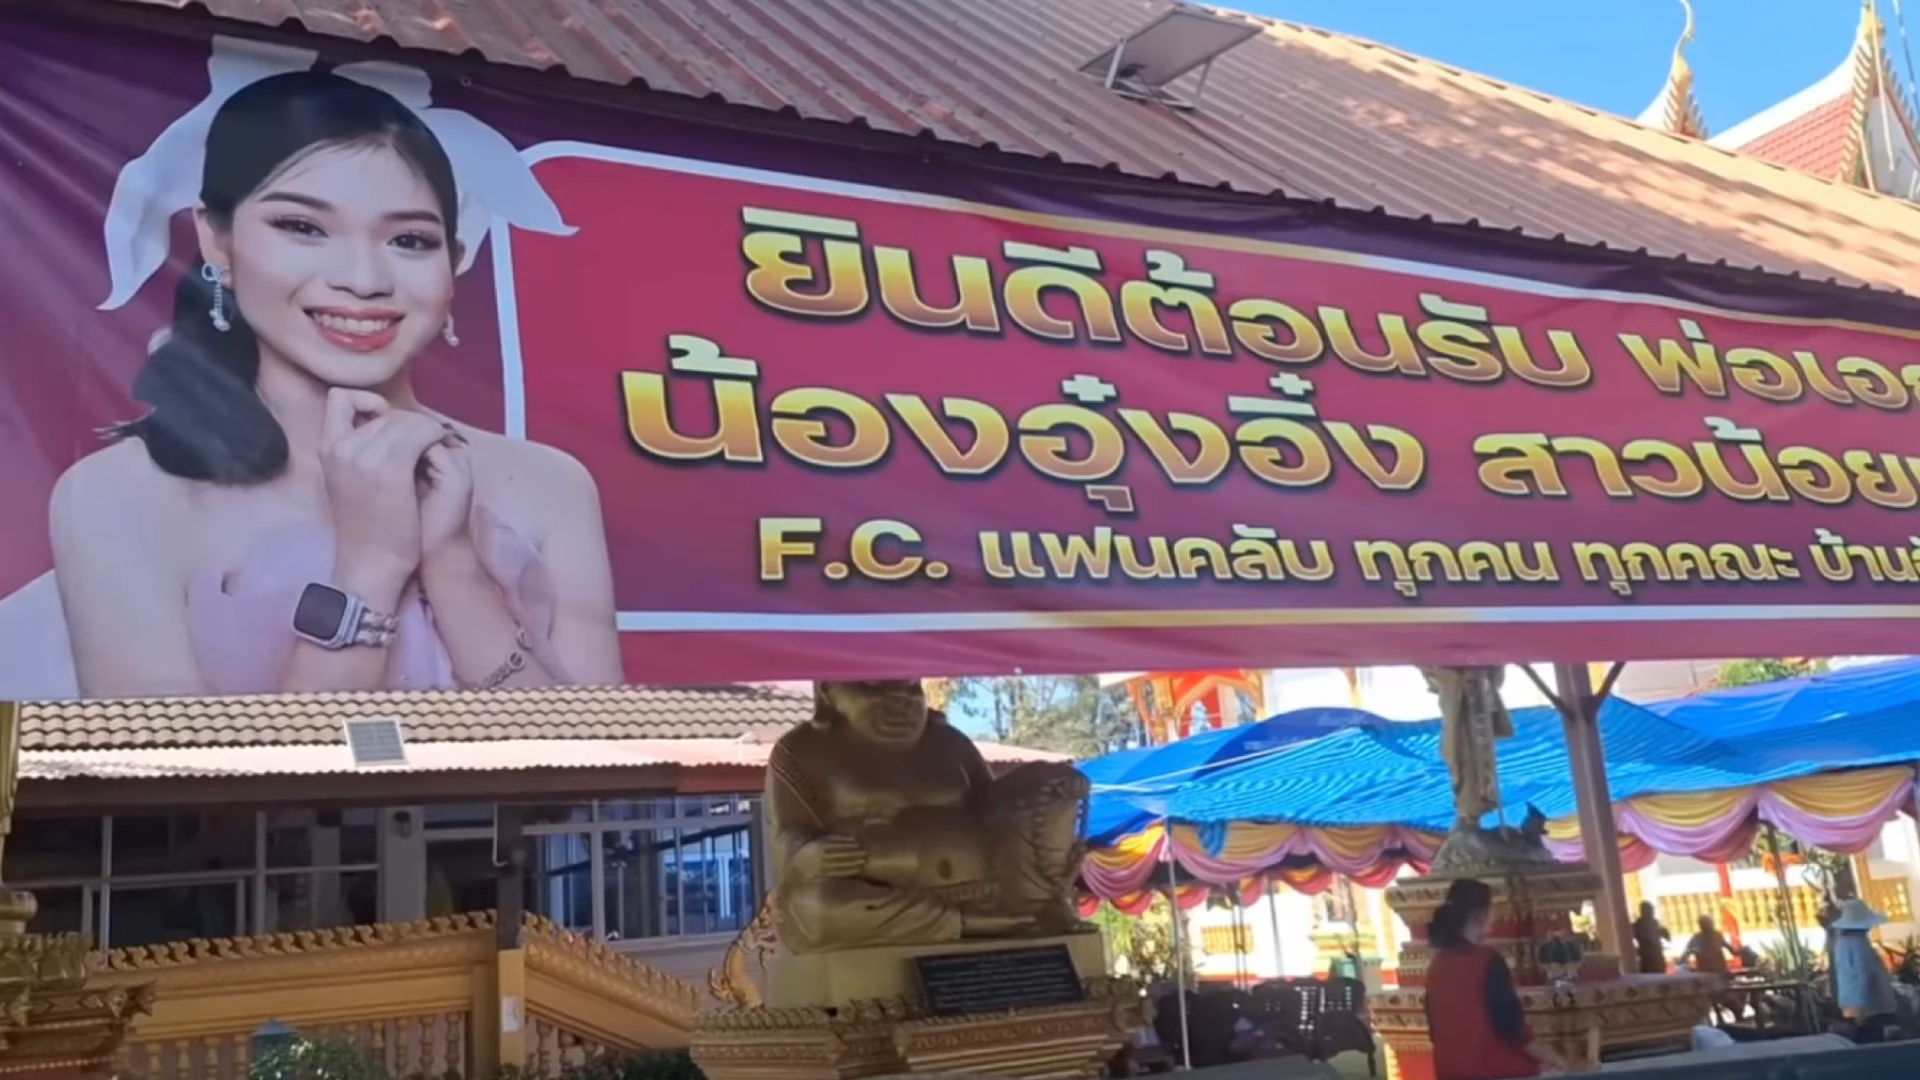 ยินดีต้อนรับ พ่อเอ
น้องอุ๋งอิ๋ง สาวน้อย
F.C. แฟนคลับ ทุกคน ทุกคณะ บ้าน